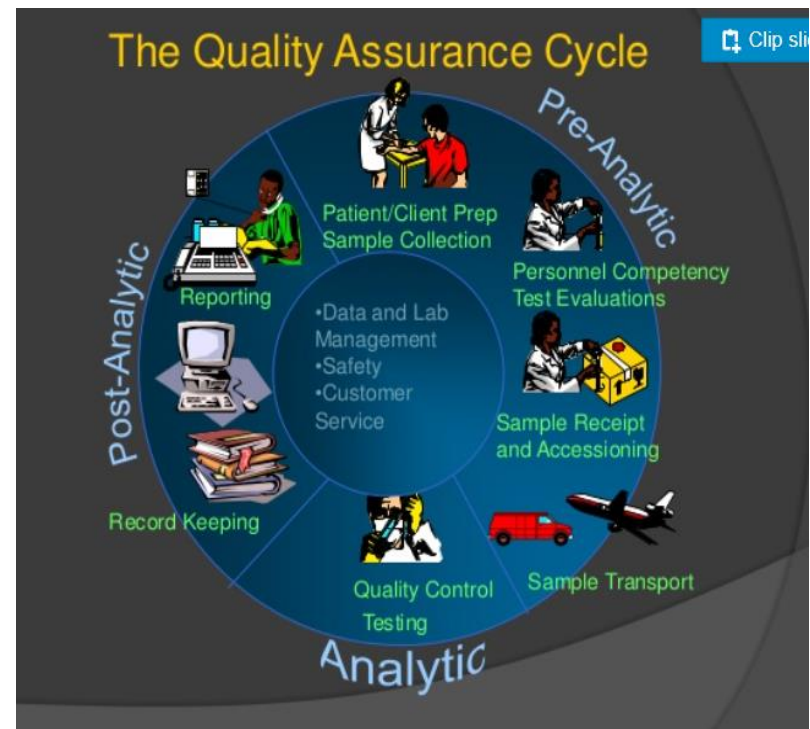 The Quality Assurance Cycle
Clip sli
Pre-Analytic
Patient/Client Prep
Sample Collection
Personnel Competency
Test Evaluations
Reporting
•Data and Lab
Management
•Safety
•Customer
Service
Post-Analytic
Sample Receipt
and Accessioning
Record Keeping
Sample Transport
Quality Control
Testing
Analytic